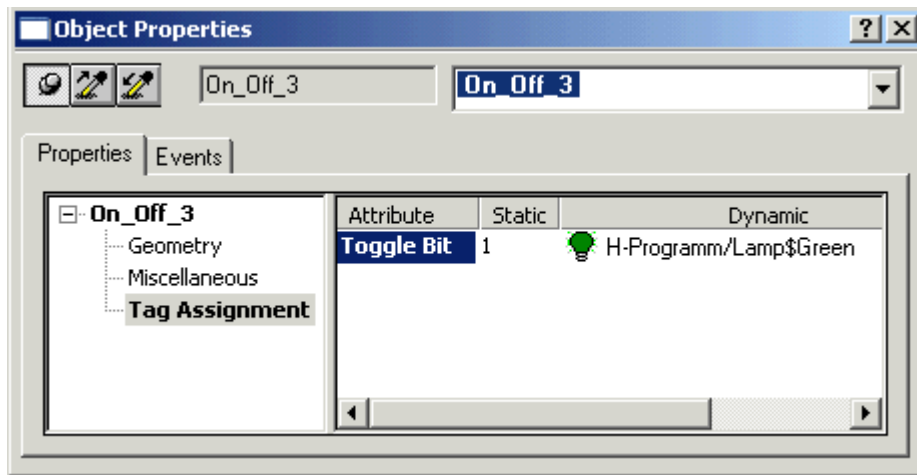 Object Properties
On_Off_3 On_Off_3
Properties Events
On_Off_3
Geometry
Miscellaneous
Tag Assignment
Attribute Static Dynamic
Toggle Bit 1 H-Programm/Lamp$Green